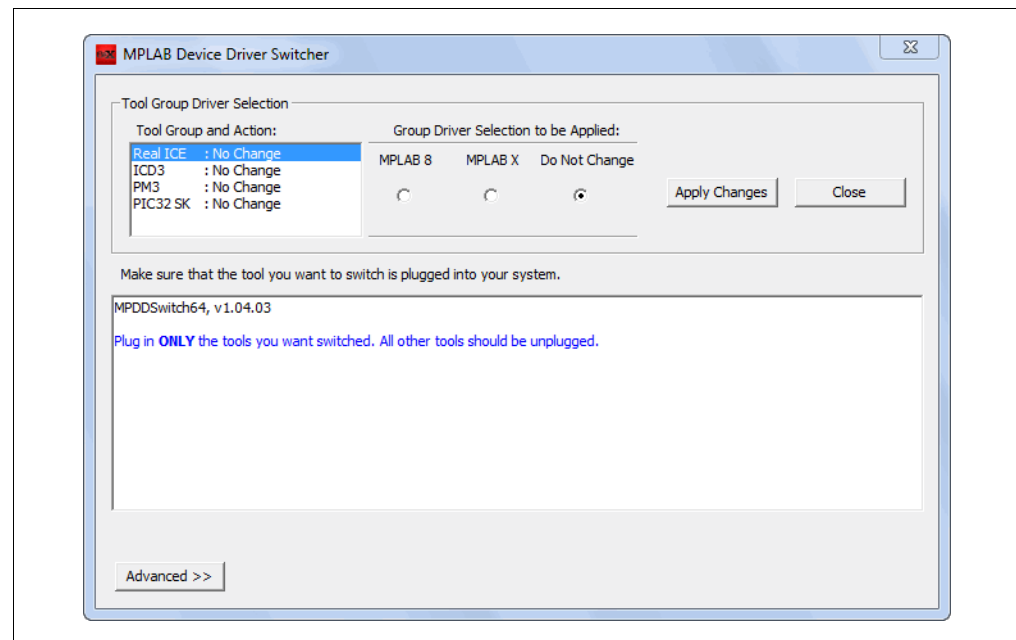 MPLAB Device Driver Switcher
Tool Group Driver Selection
Tool Group and Action:
Real ICE : No Change
ICD3 : No Change
PM3 : No Change
PIC32 SK : No Change
Group Driver Selection to be Applied:
MPLAB 8 MPLAB X Do Not Change
Apply Changes
Close
Make sure that the tool you want to switch is plugged into your system.
MPDDSwitch64, v1.04.03
Plug in ONLY the tools you want switched. All other tools should be unplugged.
Advanced >>